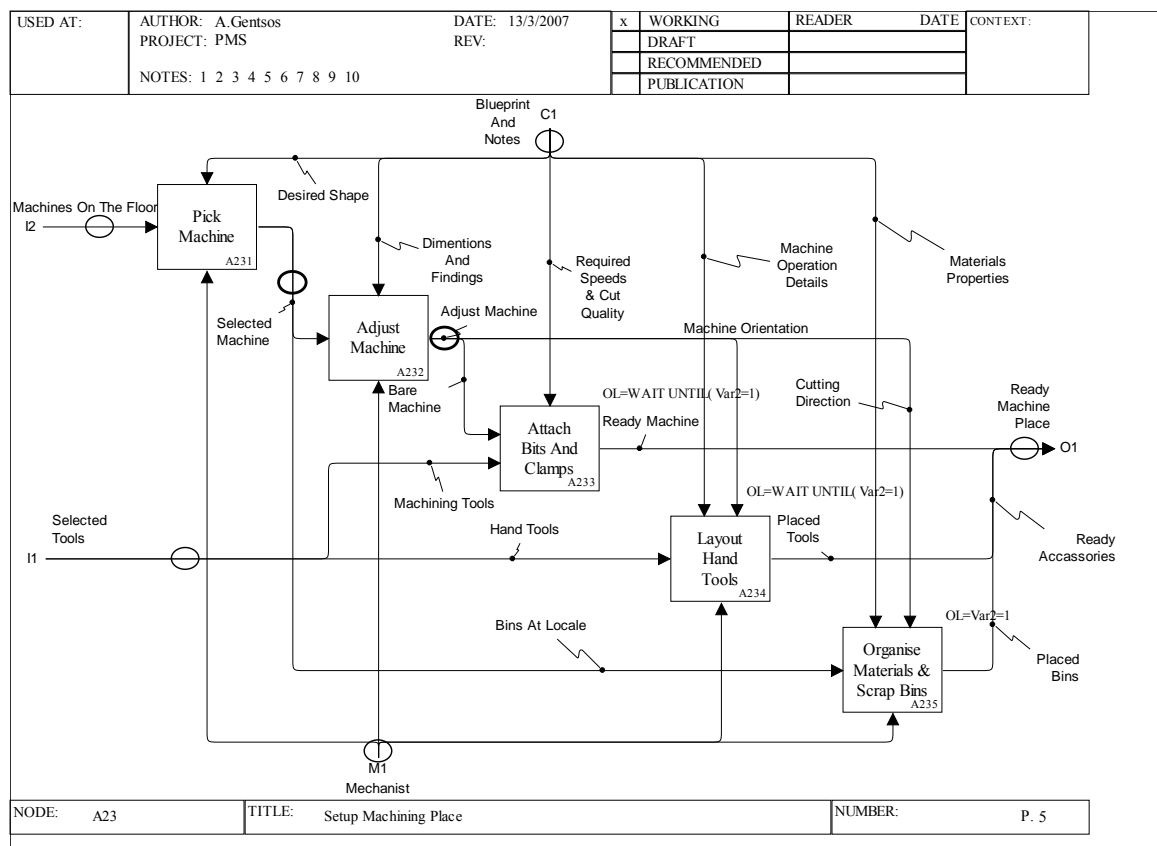 USED AT:
AUTHOR: A.Gentsos
DATE: 13/3/2007
PROJECT: PMS
REV:
NOTES: 1 2 3 4 5 6 7 8 9 10
x WORKING
DRAFT
RECOMMENDED
PUBLICATION
READER DATE
CONTEXT:
Blueprint
And
Notes
C1
Machines On The Floor
I2
Pick
Machine
A231
Desired Shape
Dimentions
And
Findings
Required
Speeds
& Cut
Quality
Machine
Operation
Details
Materials
Properties
Selected
Machine
Adjust
Machine
A232
Adjust Machine
Machine Orientation
Bare
Machine
OL=WAIT UNTIL( Var2=1)
Cutting
Direction
Ready
Machine
Place
Attach
Bits And
Clamps
A233
Ready Machine
O1
Machining Tools
OL=WAIT UNTIL( Var2=1)
Selected
Tools
I1
Hand Tools
Layout
Hand
Tools
A234
Placed
Tools
Ready
Accassories
Bins At Locale
OL=Var2=1
Organise
Materials &
Scrap Bins
A235
Placed
Bins
M1
Mechanist
NODE: A23
TITLE: Setup Machining Place
NUMBER: P. 5